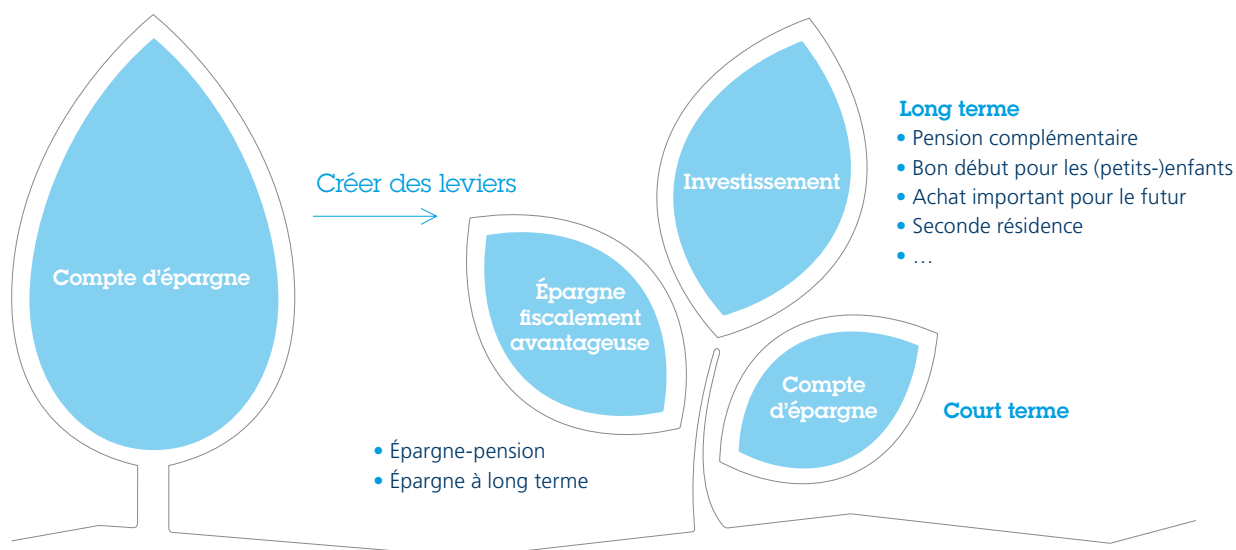 Compte d'épargne
Créer des leviers
Épargne
fiscalement
avantageuse
• Épargne-pension
• Épargne à long terme
Investissement
Long terme
• Pension complémentaire
• Bon début pour les (petits-)enfants
• Achat important pour le futur
• Seconde résidence
• …
Compte
d'épargne
Court terme